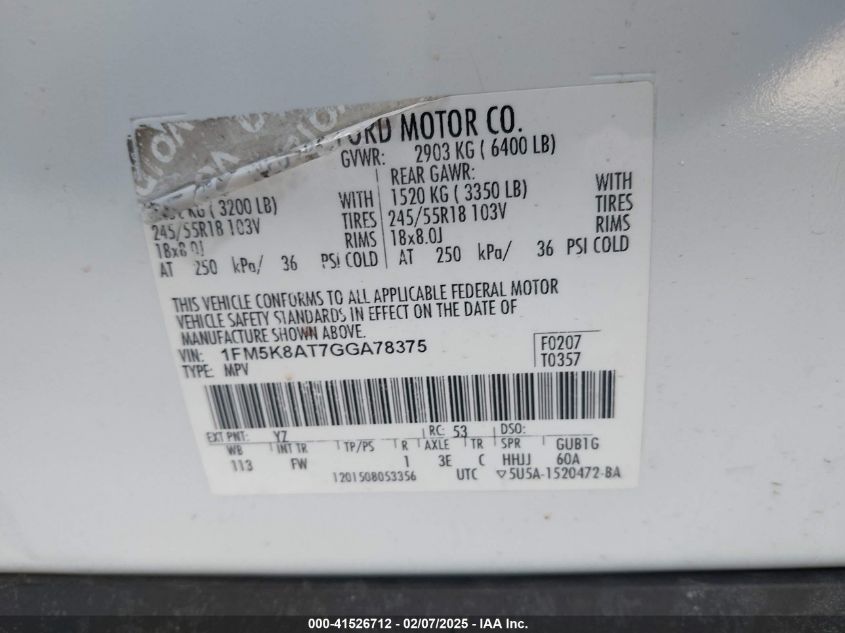 FORD MOTOR CO.
GVWR: 2903 KG ( 6400 LB)
KG ( 3200 LB) WITH
245/55R18 103V TIRES
18x8.0J RIMS
AT 250 kPa/ 36 PSI COLD
REAR GAWR:
1520 KG ( 3350 LB) WITH
245/55R18 103V TIRES
18x8.0J RIMS
AT 250 kPa/ 36 PSI COLD
THIS VEHICLE CONFORMS TO ALL APPLICABLE FEDERAL MOTOR
VEHICLE SAFETY STANDARDS IN EFFECT ON THE DATE OF
MANUFACTURE SHOWN ABOVE.
VIN: 1FM5K8AT7GGA78375
TYPE: MPV
F0207
T0357
EXT PNT: YZ RC: 53 DSO:
WB INT TR TP/PS R AXLE TR SPR GUB1G
113 FW 1 3E C HHJJ 60A
1201508053356 UTC ▽5U5A-1520472-BA
000-41526712 - 02/07/2025 - IAA Inc.